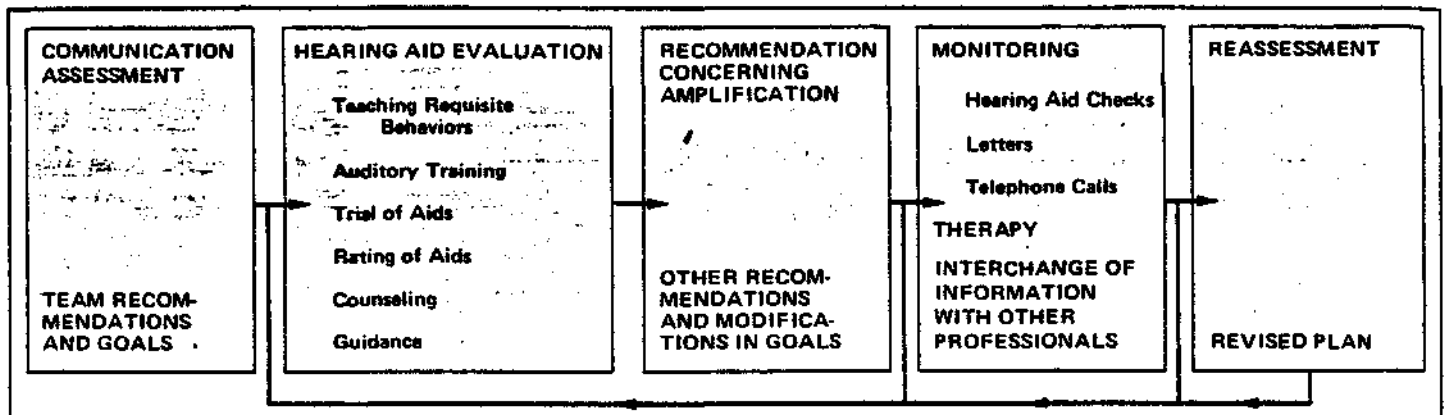 COMMUNICATION
ASSESSMENT
TEAM RECOM-
MENDATIONS
AND GOALS
HEARING AID EVALUATION
Teaching Requisite
Behaviors
Auditory Training
Trial of Aids
Rating of Aids
Counseling
Guidance
RECOMMENDATION
CONCERNING
AMPLIFICATION
OTHER RECOM-
MENDATIONS
AND MODIFICA-
TIONS IN GOALS
MONITORING
Hearing Aid Checks
Letters
Telephone Calls
THERAPY
INTERCHANGE OF
INFORMATION
WITH OTHER
PROFESSIONALS
REASSESSMENT
REVISED PLAN